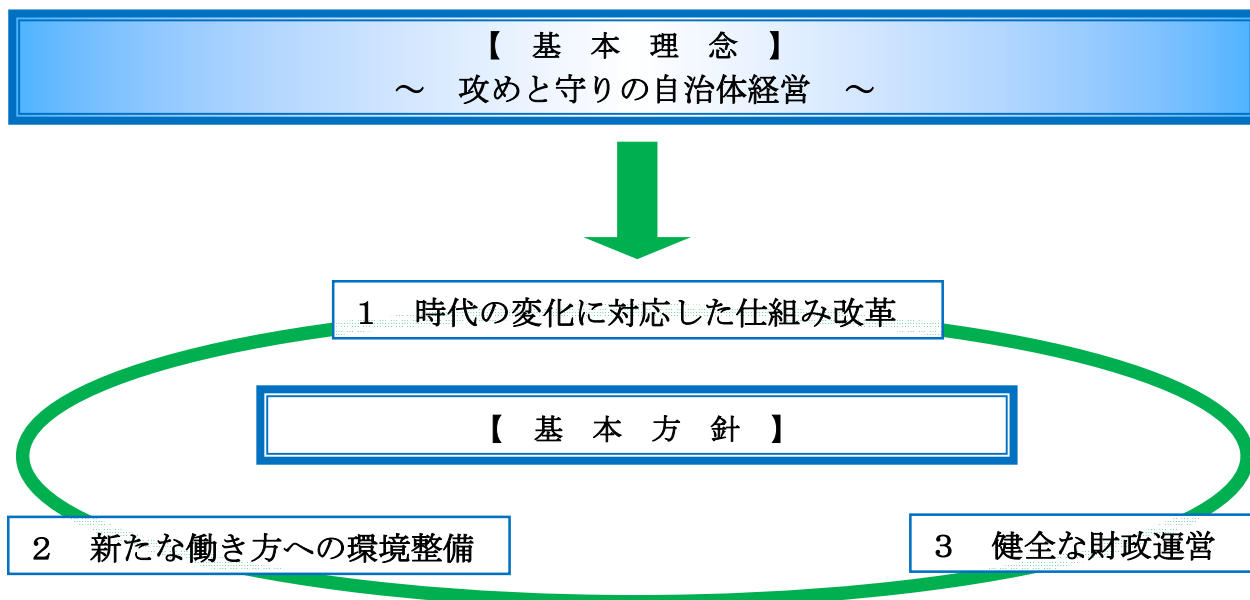 【　基　本　理　念　】
～　攻めと守りの自治体経営　～
１　時代の変化に対応した仕組み改革
【　基　本　方　針　】
２　新たな働き方への環境整備
３　健全な財政運営